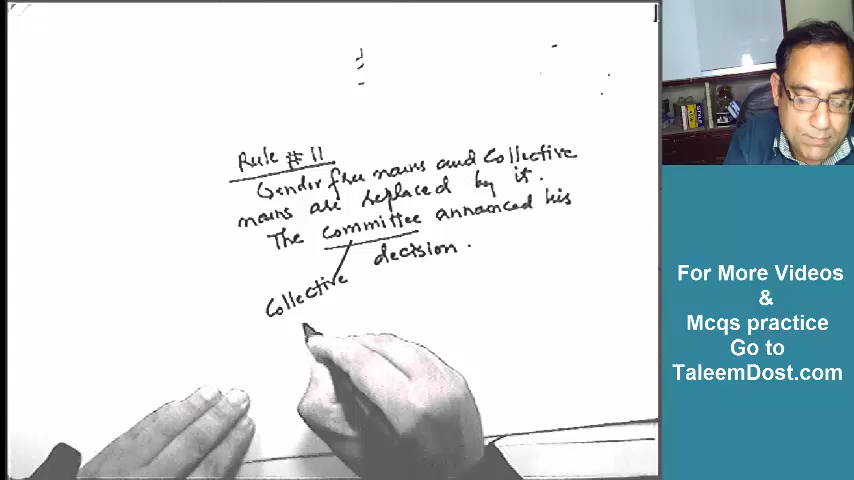 Rule # 11
Gender free nouns and Collective
nouns are replaced by it.
The committee announced his
decision.
Collective
For More Videos
&
Mcqs practice
Go to
TaleemDost.com